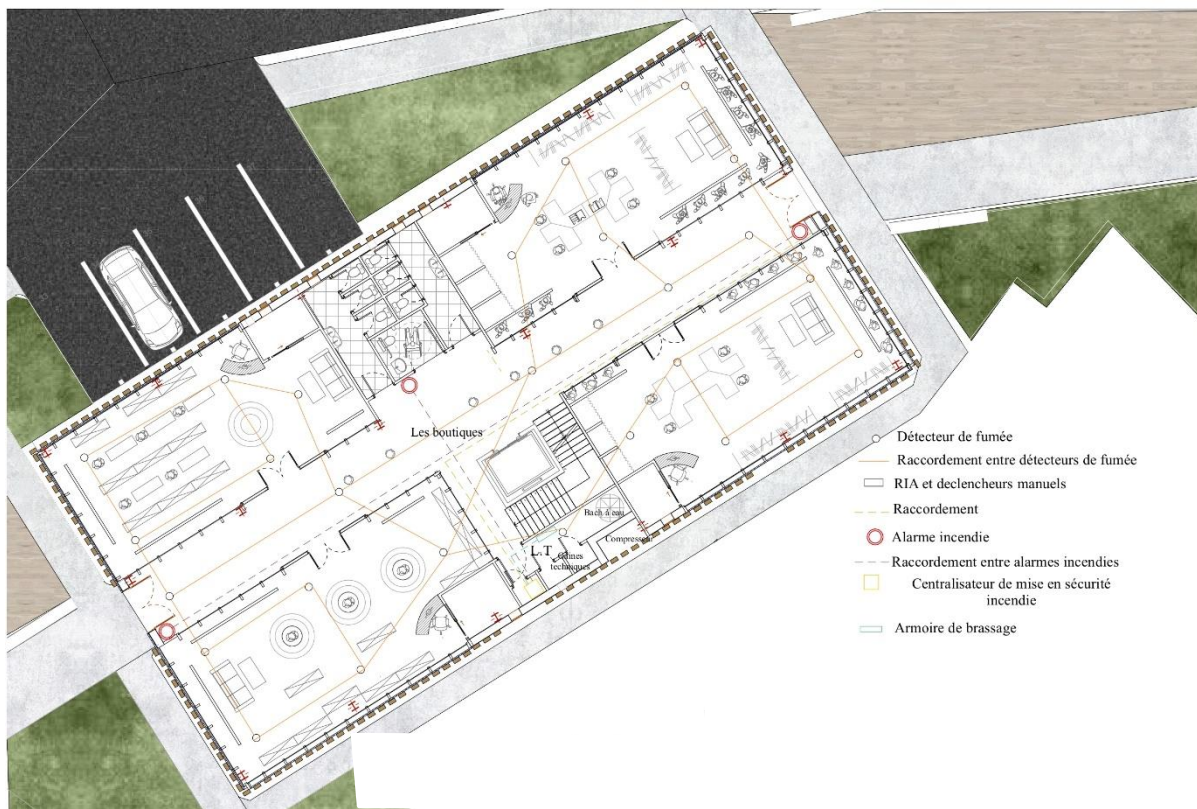 Les boutiques
Bach à eau
Compresseur
L.T
Gaines
techniques
Détecteur de fumée
Raccordement entre détecteurs de fumée
RIA et declencheurs manuels
Raccordement
Alarme incendie
Raccordement entre alarmes incendies
Centralisateur de mise en sécurité
incendie
Armoire de brassage